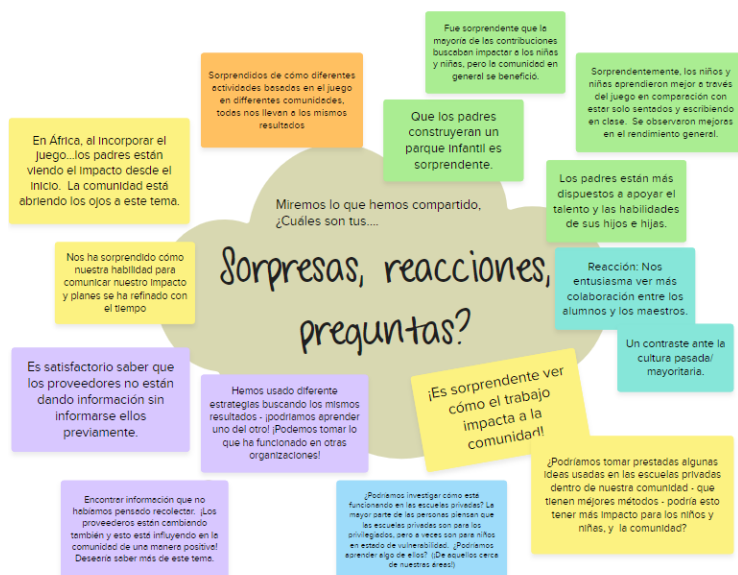 Fue sorprendente que la
mayoría de las contribuciones
buscaban impactar a los niñas
y niñas, pero la comunidad en
general se benefició.
Sorprendidos de cómo diferentes
actividades basadas en el juego
en differentes comunidades,
todas nos llevan a los mismos
resultados
Sorprendentemente, los niños y
niñas aprendieron mejor a través
del juego en comparación con
estar solo sentados y escribiendo
en clase. Se observaron mejoras
en el rendimiento general.
Que los padres
construyeran un
parque infantil es
sorprendente.
En África, al incorporar el
juego...los padres están
viendo el impacto desde el
inicio. La comunidad está
abriendo los ojos a este tema.
Los padres están más
dispuestos a apoyar el
talento y las habilidades
de sus hijos e hijas.
Miremos lo que hemos compartido,
¿Cuáles son tus....
Sorpresas, reacciones,
preguntas?
Nos ha sorprendido cómo
nuestra habilidad para
comunicar nuestro impacto
y planes se ha refinado con
el tiempo
Reacción: Nos
entusiasma ver más
colaboración entre los
alumnos y los maestros.
Un contraste ante la
cultura pasada/
mayoritaria.
Es satisfactorio saber que
los proveedores no están
dando información sin
informarse ellos
previamente.
Hemos usado diferente
estrategias buscando los mismos
resultados - ¡podríamos aprender
uno del otro! ¡Podemos tomar lo
que ha funcionado en otras
organizaciones!
¡Es sorprendente ver
cómo el trabajo
impacta a la
comunidad!
¿Podríamos tomar prestadas algunas
ideas usadas en las escuelas privadas
dentro de nuestra comunidad - que
tienen méjores métodos - podría esto
tener más impacto para los niños y
niñas, y la comunidad?
Encontrar información que no
habíamos pensado recolectar. ¡Los
proveederos están cambiando
también y esto está influyendo en la
comunidad de una manera positiva!
Desearía saber más de este tema.
¿Podríamos investigar cómo está
funcionando en las escuelas privadas? La
mayor parte de las personas piensan que
las escuelas privadas son para los
privilegiados, pero a veces son para niños
en estado de vulnerabilidad. ¿Podríamos
aprender algo de ellos? (¡De aquellos cerca
de nuestras áreas!)